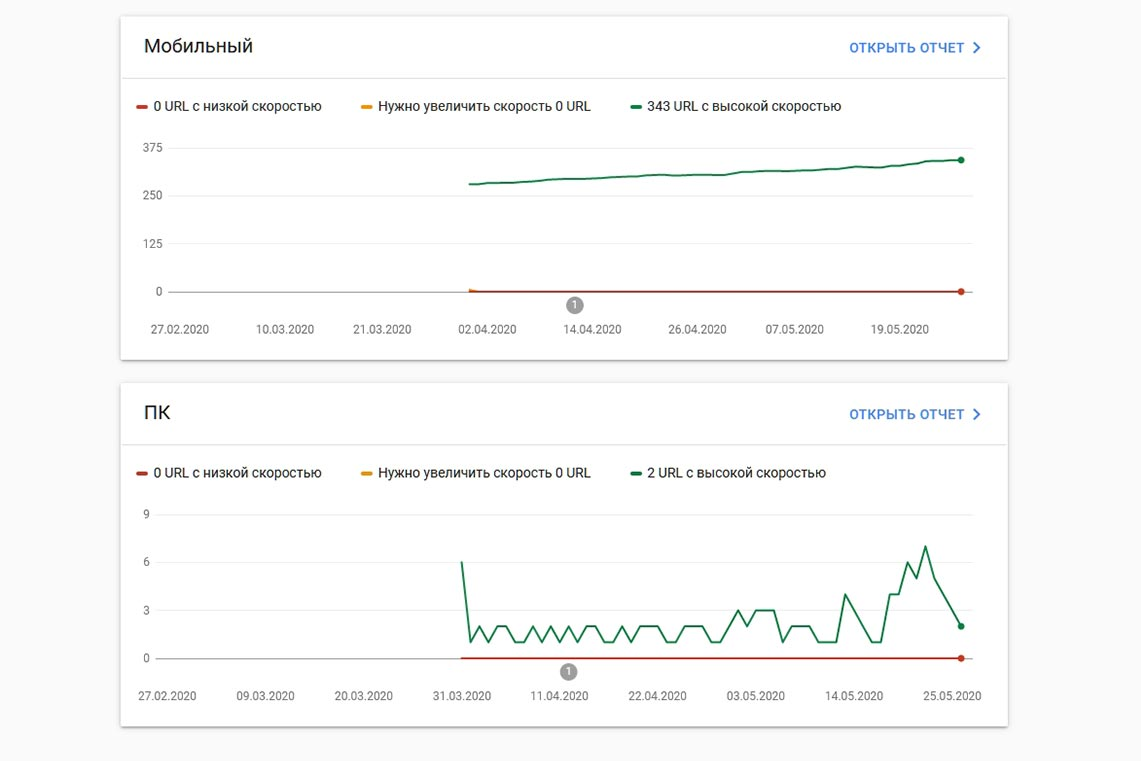 Мобильный
ОТКРЫТЬ ОТЧЕТ
0 URL с низкой скоростью Нужно увеличить скорость 0 URL 343 URL с высокой скоростью
375
250
125
0
1
27.02.2020 10.03.2020 21.03.2020 02.04.2020 14.04.2020 26.04.2020 07.05.2020 19.05.2020
ПК
ОТКРЫТЬ ОТЧЕТ
0 URL с низкой скоростью Нужно увеличить скорость 0 URL 2 URL с высокой скоростью
9
6
3
0
1
27.02.2020 09.03.2020 20.03.2020 31.03.2020 11.04.2020 22.04.2020 03.05.2020 14.05.2020 25.05.2020